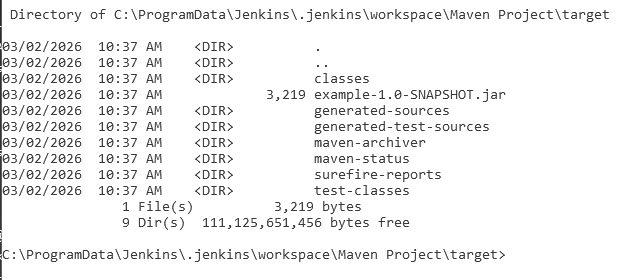 Directory of C:\ProgramData\Jenkins\.jenkins\workspace\Maven Project\target
03/02/2026  10:37 AM    <DIR>          .
03/02/2026  10:37 AM    <DIR>          ..
03/02/2026  10:37 AM    <DIR>          classes
03/02/2026  10:37 AM             3,219 example-1.0-SNAPSHOT.jar
03/02/2026  10:37 AM    <DIR>          generated-sources
03/02/2026  10:37 AM    <DIR>          generated-test-sources
03/02/2026  10:37 AM    <DIR>          maven-archiver
03/02/2026  10:37 AM    <DIR>          maven-status
03/02/2026  10:37 AM    <DIR>          surefire-reports
03/02/2026  10:37 AM    <DIR>          test-classes
1 File(s)          3,219 bytes
9 Dir(s)  111,125,651,456 bytes free
C:\ProgramData\Jenkins\.jenkins\workspace\Maven Project\target>